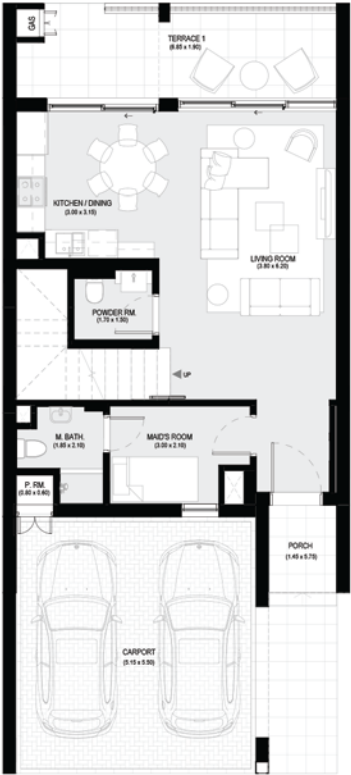 GAS
TERRACE 1
(6.85 x 1.90)
KITCHEN / DINING
(3.00 x 3.15)
LIVING ROOM
(3.80 x 6.20)
POWDER RM.
(1.70 x 1.50)
UP
M. BATH.
(1.80 x 2.10)
MAID'S ROOM
(3.00 x 2.10)
P. RM.
(0.80 x 0.60)
PORCH
(1.45 x 5.75)
CARPORT
(5.15 x 5.50)